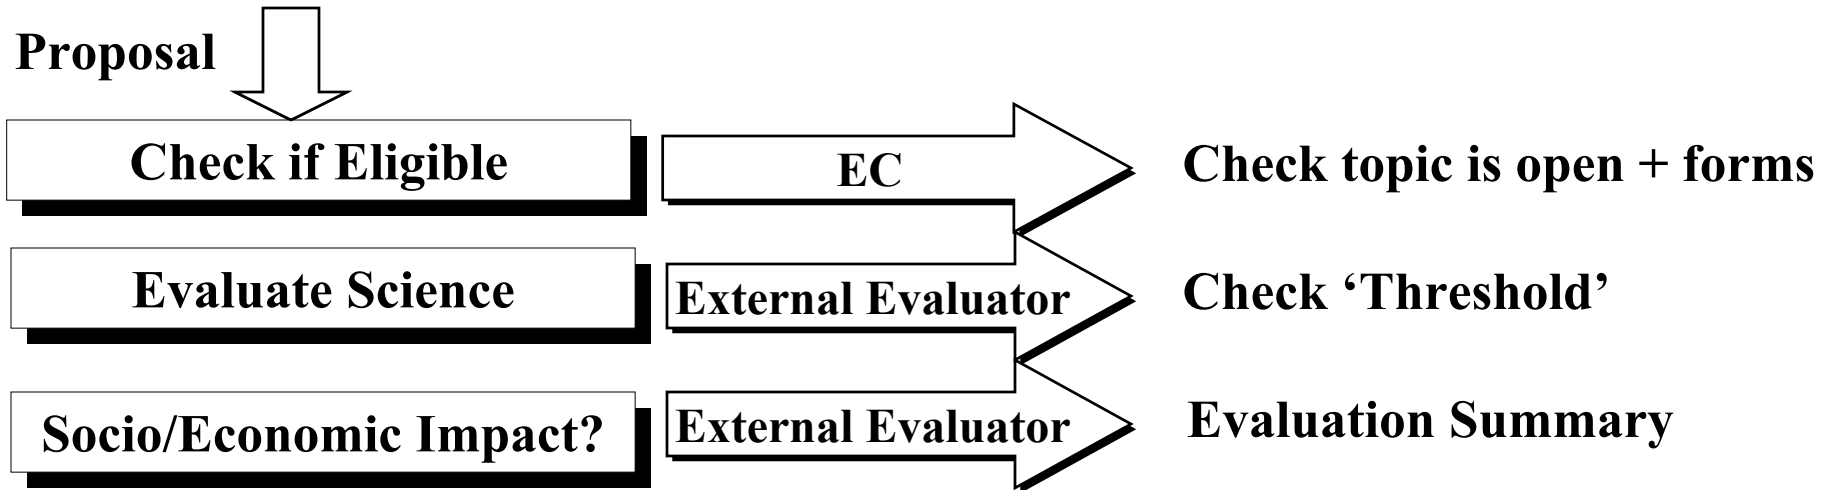 Proposal
Check if Eligible
EC
Check topic is open + forms
Evaluate Science
External Evaluator
Check ‘Threshold’
Socio/Economic Impact?
External Evaluator
Evaluation Summary